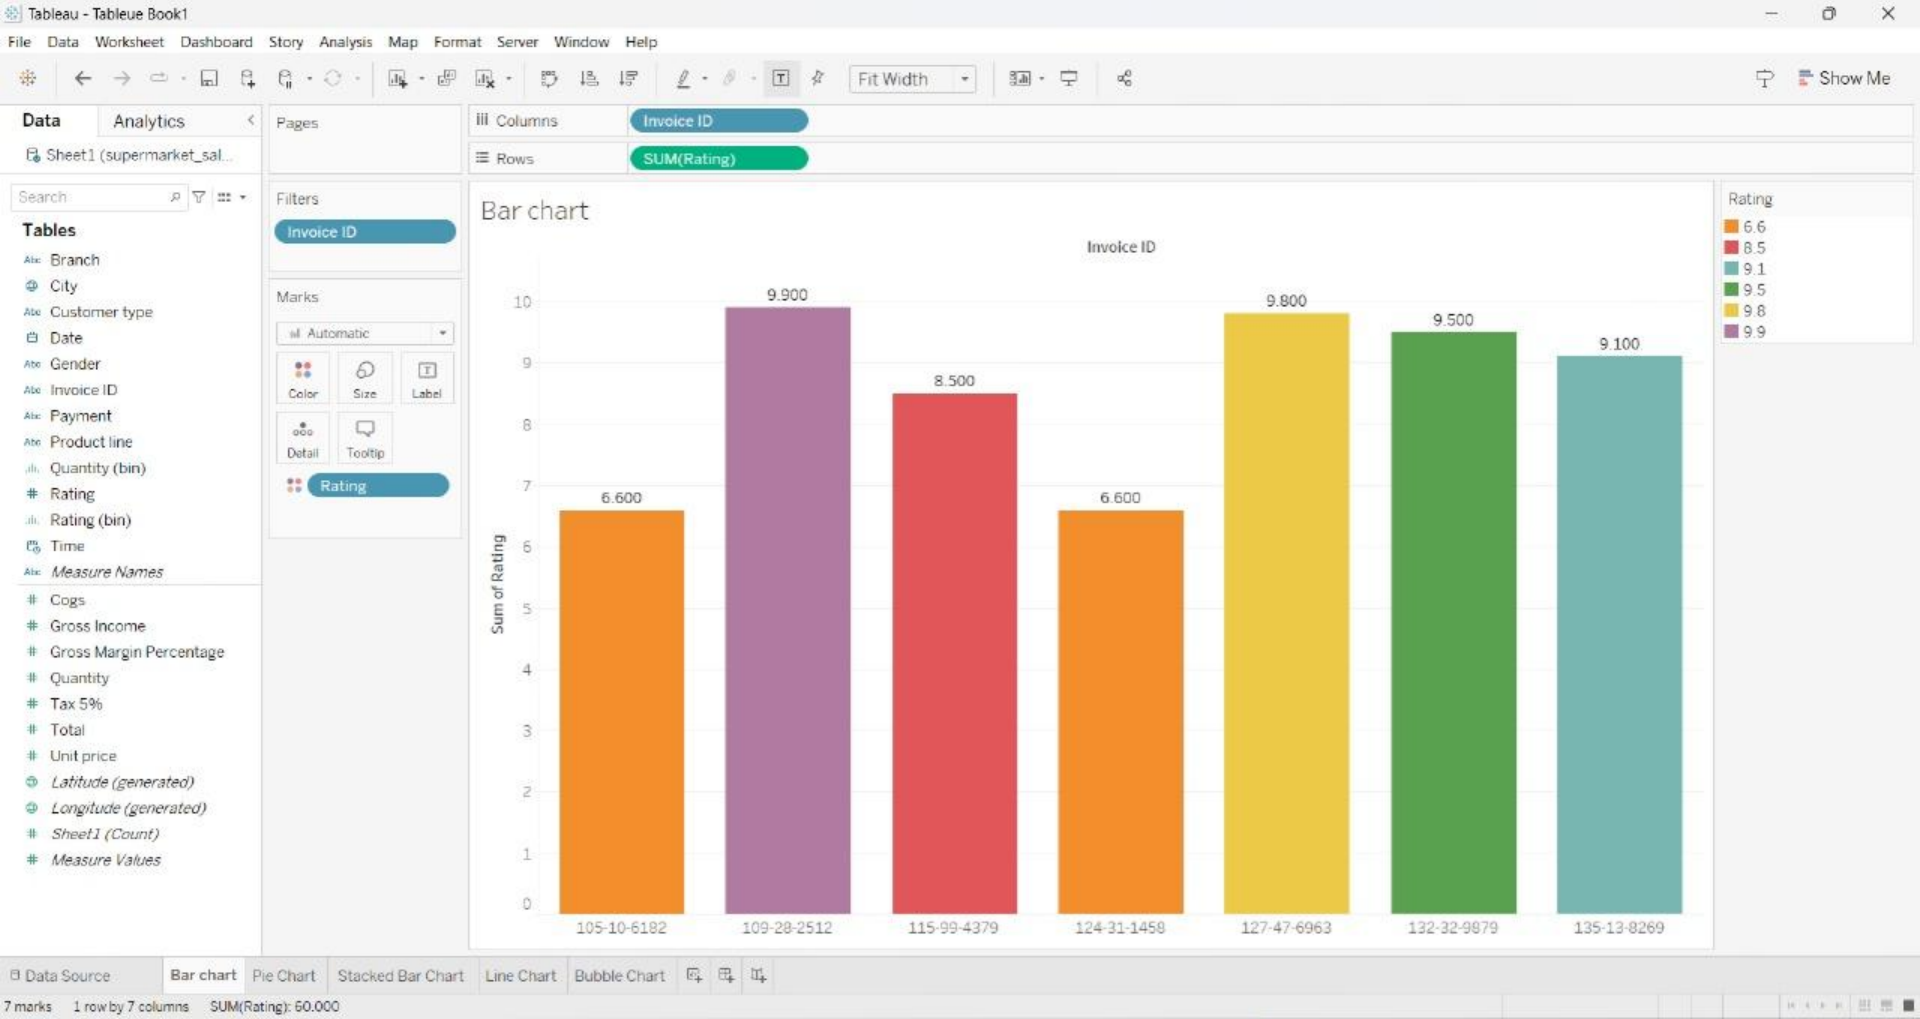 Tableau - Tableue Book1
File Data Worksheet Dashboard Story Analysis Map Format Server Window Help
Fit Width
Show Me
Data Analytics
Sheet1 (supermarket_sal...
Search
Tables
Abc Branch
City
Abc Customer type
Date
Abc Gender
Abc Invoice ID
Abc Payment
Abc Product line
Quantity (bin)
# Rating
Rating (bin)
Time
Abc Measure Names
# Cogs
# Gross Income
# Gross Margin Percentage
# Quantity
# Tax 5%
# Total
# Unit price
Latitude (generated)
Longitude (generated)
# Sheet1 (Count)
# Measure Values
Pages
Filters
Invoice ID
Marks
Automatic
Color Size Label
Detail Tooltip
Rating
Columns Invoice ID
Rows SUM(Rating)
Bar chart
Invoice ID
Sum of Rating
10
9
8
7
6
5
4
3
2
1
0
6.600
9.900
8.500
6.600
9.800
9.500
9.100
105-10-6182
109-28-2512
115-99-4379
124-31-1458
127-47-6963
132-32-9879
135-13-8269
Rating
6.6
8.5
9.1
9.5
9.8
9.9
Data Source Bar chart Pie Chart Stacked Bar Chart Line Chart Bubble Chart
7 marks 1 row by 7 columns SUM(Rating): 60.000